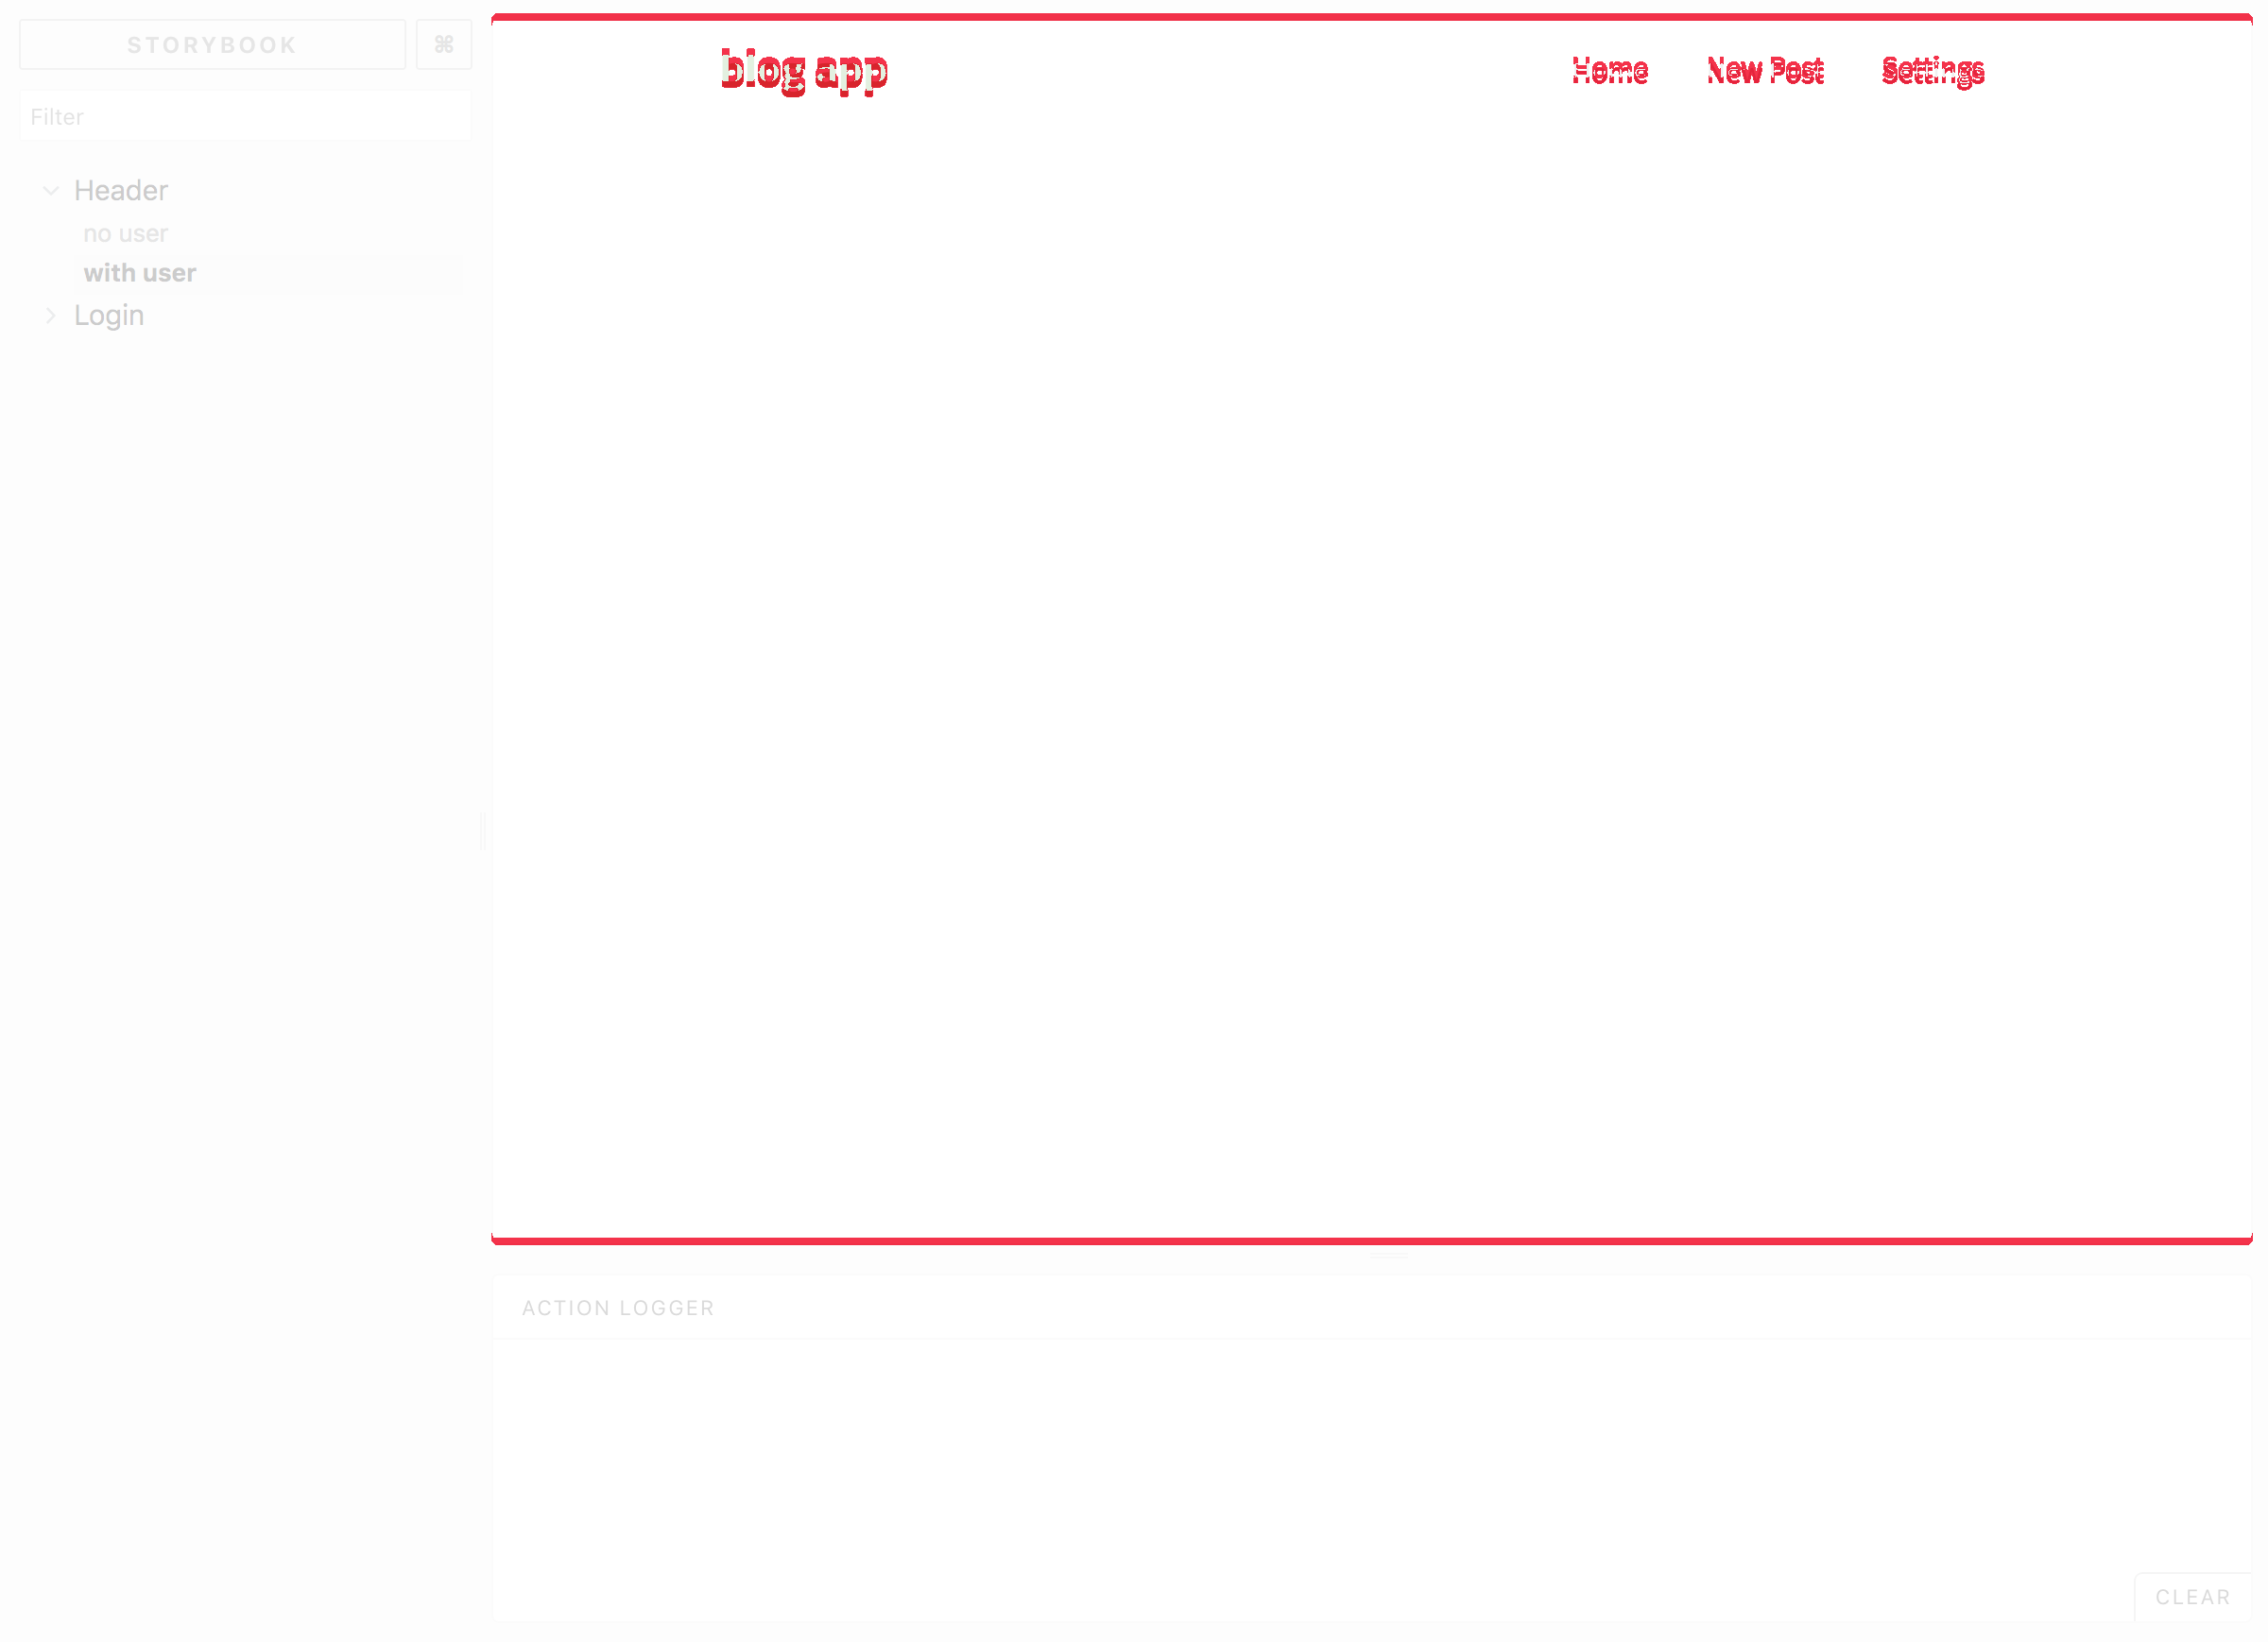 STORYBOOK ⌘
Filter
Header
no user
with user
Login
blog app
Home New Post Settings
ACTION LOGGER
CLEAR